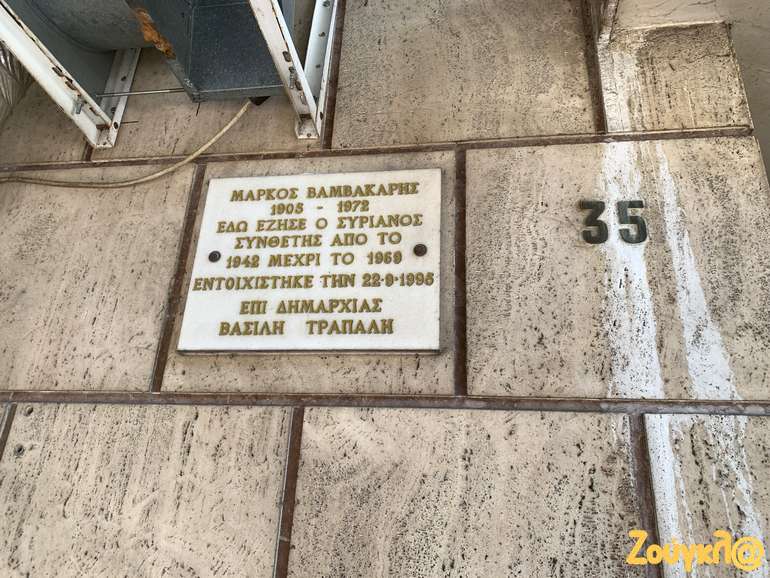 ΜΑΡΚΟΣ ΒΑΜΒΑΚΑΡΗΣ
1905 - 1972
ΕΔΩ ΕΖΗΣΕ Ο ΣΥΡΙΑΝΟΣ
ΣΥΝΘΕΤΗΣ ΑΠΟ ΤΟ
1942 ΜΕΧΡΙ ΤΟ 1969
ΕΝΤΟΙΧΙΣΤΗΚΕ ΤΗΝ 22-9-1995
ΕΠΙ ΔΗΜΑΡΧΙΑΣ
ΒΑΣΙΛΗ ΤΡΑΠΑΛΗ
35
Ζούγκλ@